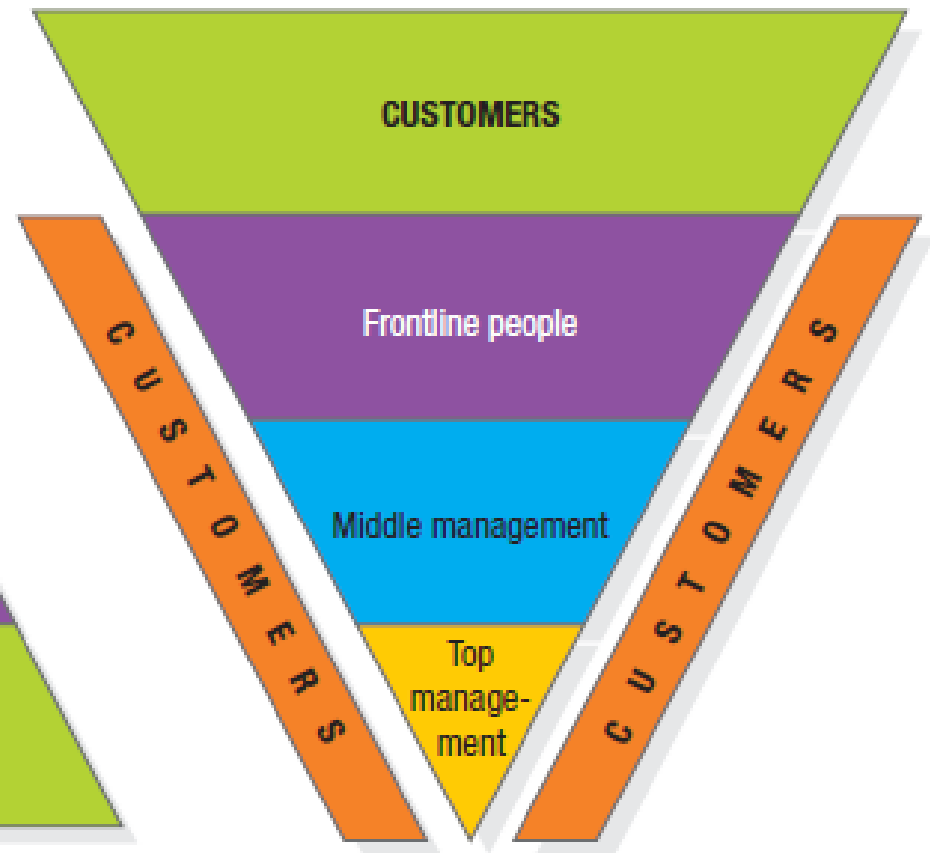 CUSTOMERS
Frontline people
CUSTOMERS
CUSTOMERS
Middle management
Top
manage-
ment